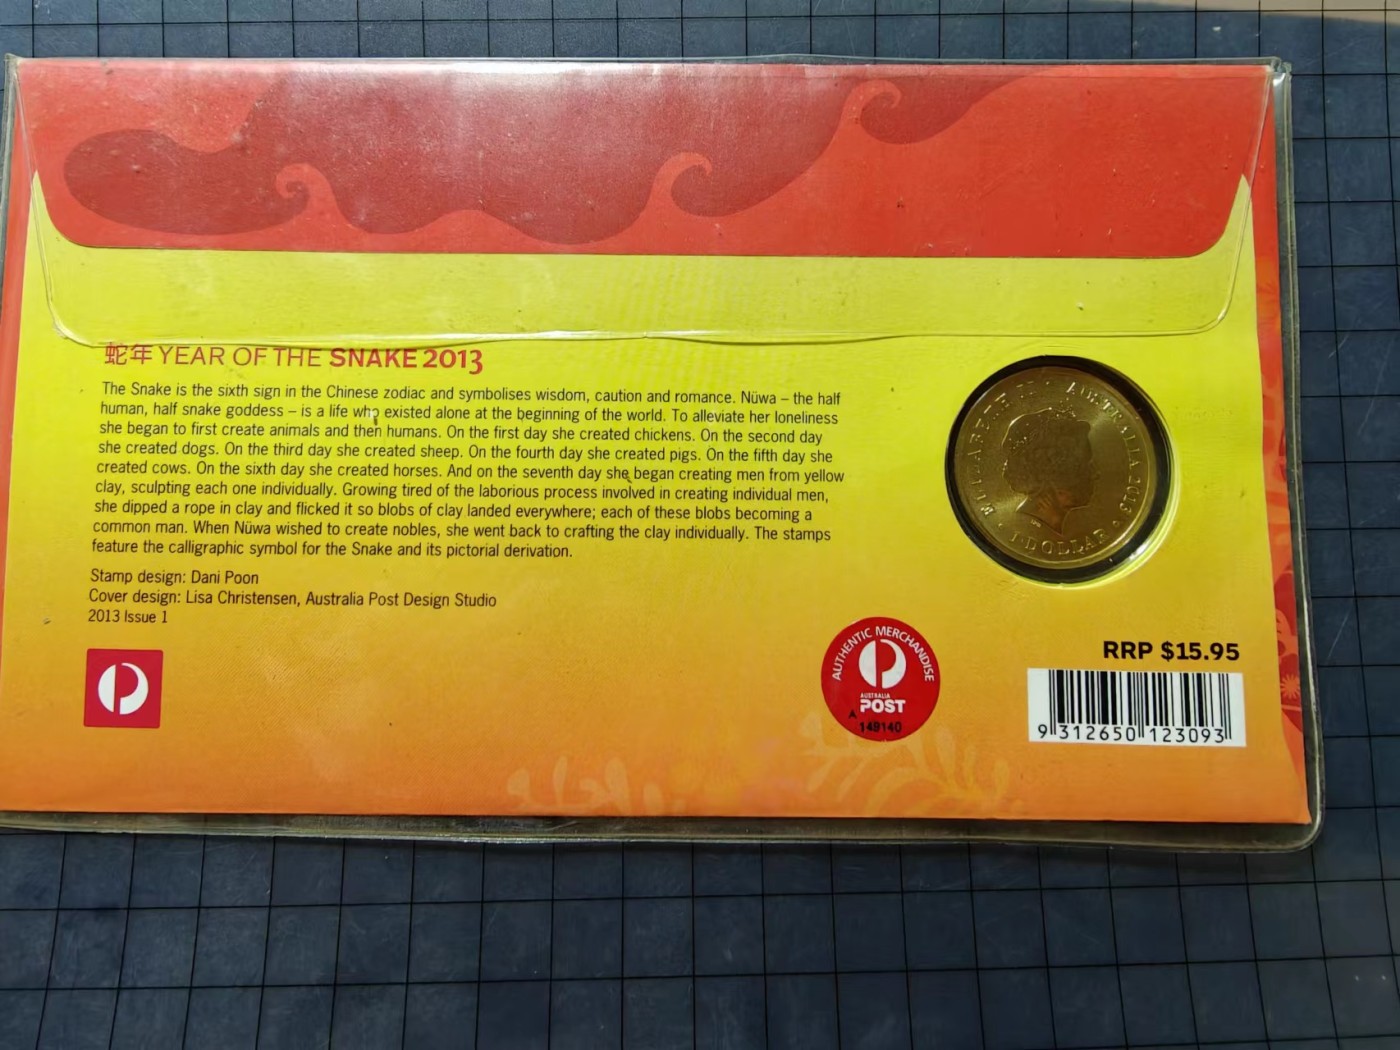 蛇年 YEAR OF THE SNAKE 2013
The Snake is the sixth sign in the Chinese zodiac and symbolises wisdom, caution and romance. Nüwa – the half
human, half snake goddess – is a life who existed alone at the beginning of the world. To alleviate her loneliness
she began to first create animals and then humans. On the first day she created chickens. On the second day
she created dogs. On the third day she created sheep. On the fourth day she created pigs. On the fifth day she
created cows. On the sixth day she created horses. And on the seventh day she began creating men from yellow
clay, sculpting each one individually. Growing tired of the laborious process involved in creating individual men,
she dipped a rope in clay and flicked it so blobs of clay landed everywhere; each of these blobs becoming a
common man. When Nüwa wished to create nobles, she went back to crafting the clay individually. The stamps
feature the calligraphic symbol for the Snake and its pictorial derivation.
Stamp design: Dani Poon
Cover design: Lisa Christensen, Australia Post Design Studio
2013 Issue 1
ELIZABETH II AUSTRALIA 2013
1 DOLLAR
AUTHENTIC MERCHANDISE
AUSTRALIA
POST
A
149140
RRP $15.95
9 312650 123093